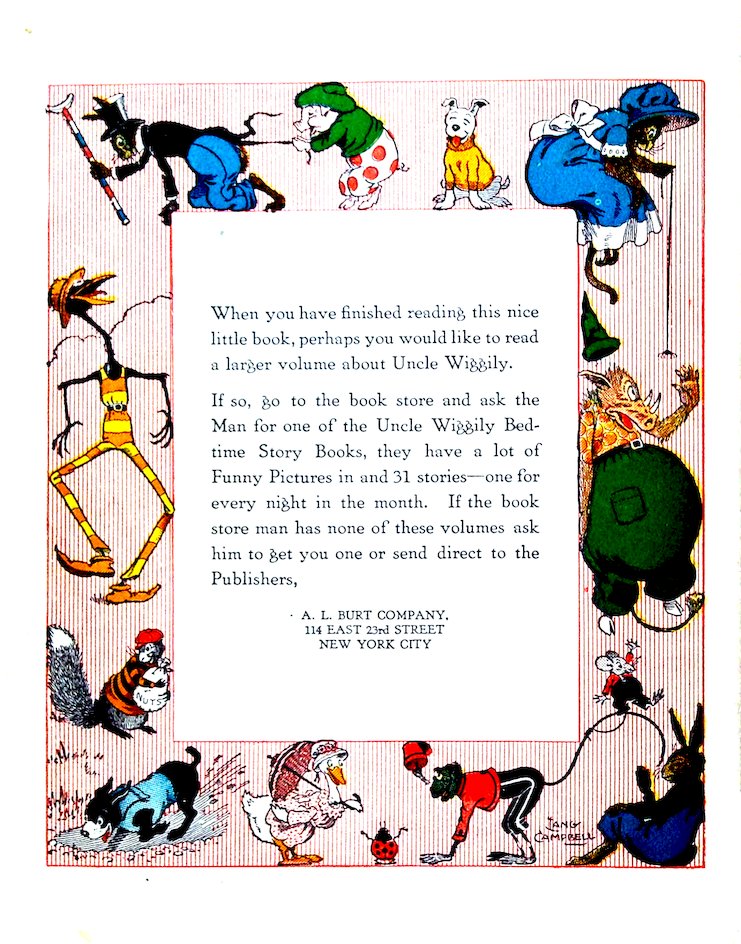 When you have finished reading this nice
little book, perhaps you would like to read
a larger volume about Uncle Wiggily.
If so, go to the book store and ask the
Man for one of the Uncle Wiggily Bed-
time Story Books, they have a lot of
Funny Pictures in and 31 stories—one for
every night in the month. If the book
store man has none of these volumes ask
him to get you one or send direct to the
Publishers,
A. L. BURT COMPANY,
114 EAST 23rd STREET
NEW YORK CITY
NUTS
LANG
CAMPBELL